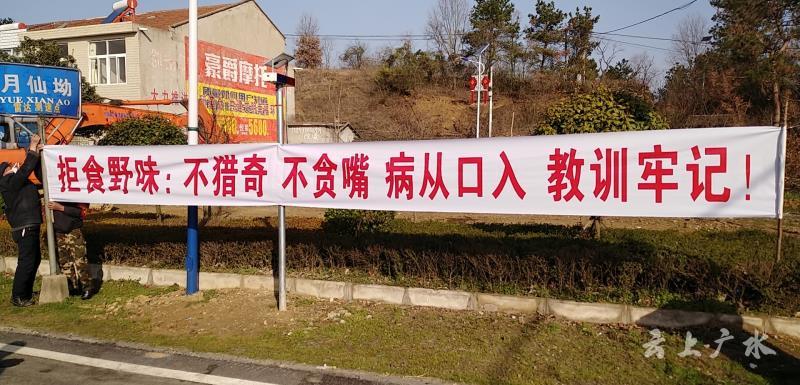 月仙坳
YUE XIAN AO
豪爵摩托
拒食野味：不猎奇 不贪嘴 病从口入 教训牢记！
云上广水